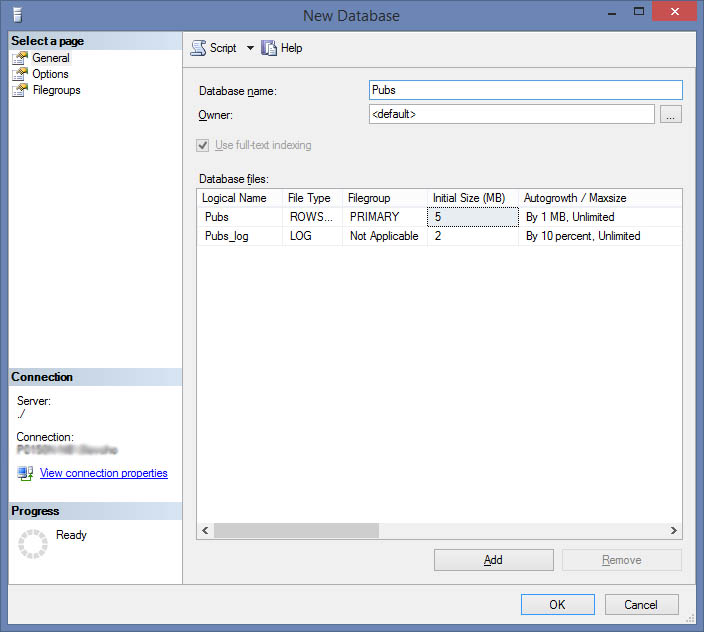 New Database
Select a page
General
Options
Filegroups
Script
Help
Database name:
Pubs
Owner:
<default>
...
Use full-text indexing
Database files:
Logical Name File Type Filegroup Initial Size (MB) Autogrowth / Maxsize
Pubs ROWS... PRIMARY 5 By 1 MB, Unlimited
Pubs_log LOG Not Applicable 2 By 10 percent, Unlimited
Connection
Server:
./
Connection:
View connection properties
Progress
Ready
Add
Remove
OK
Cancel